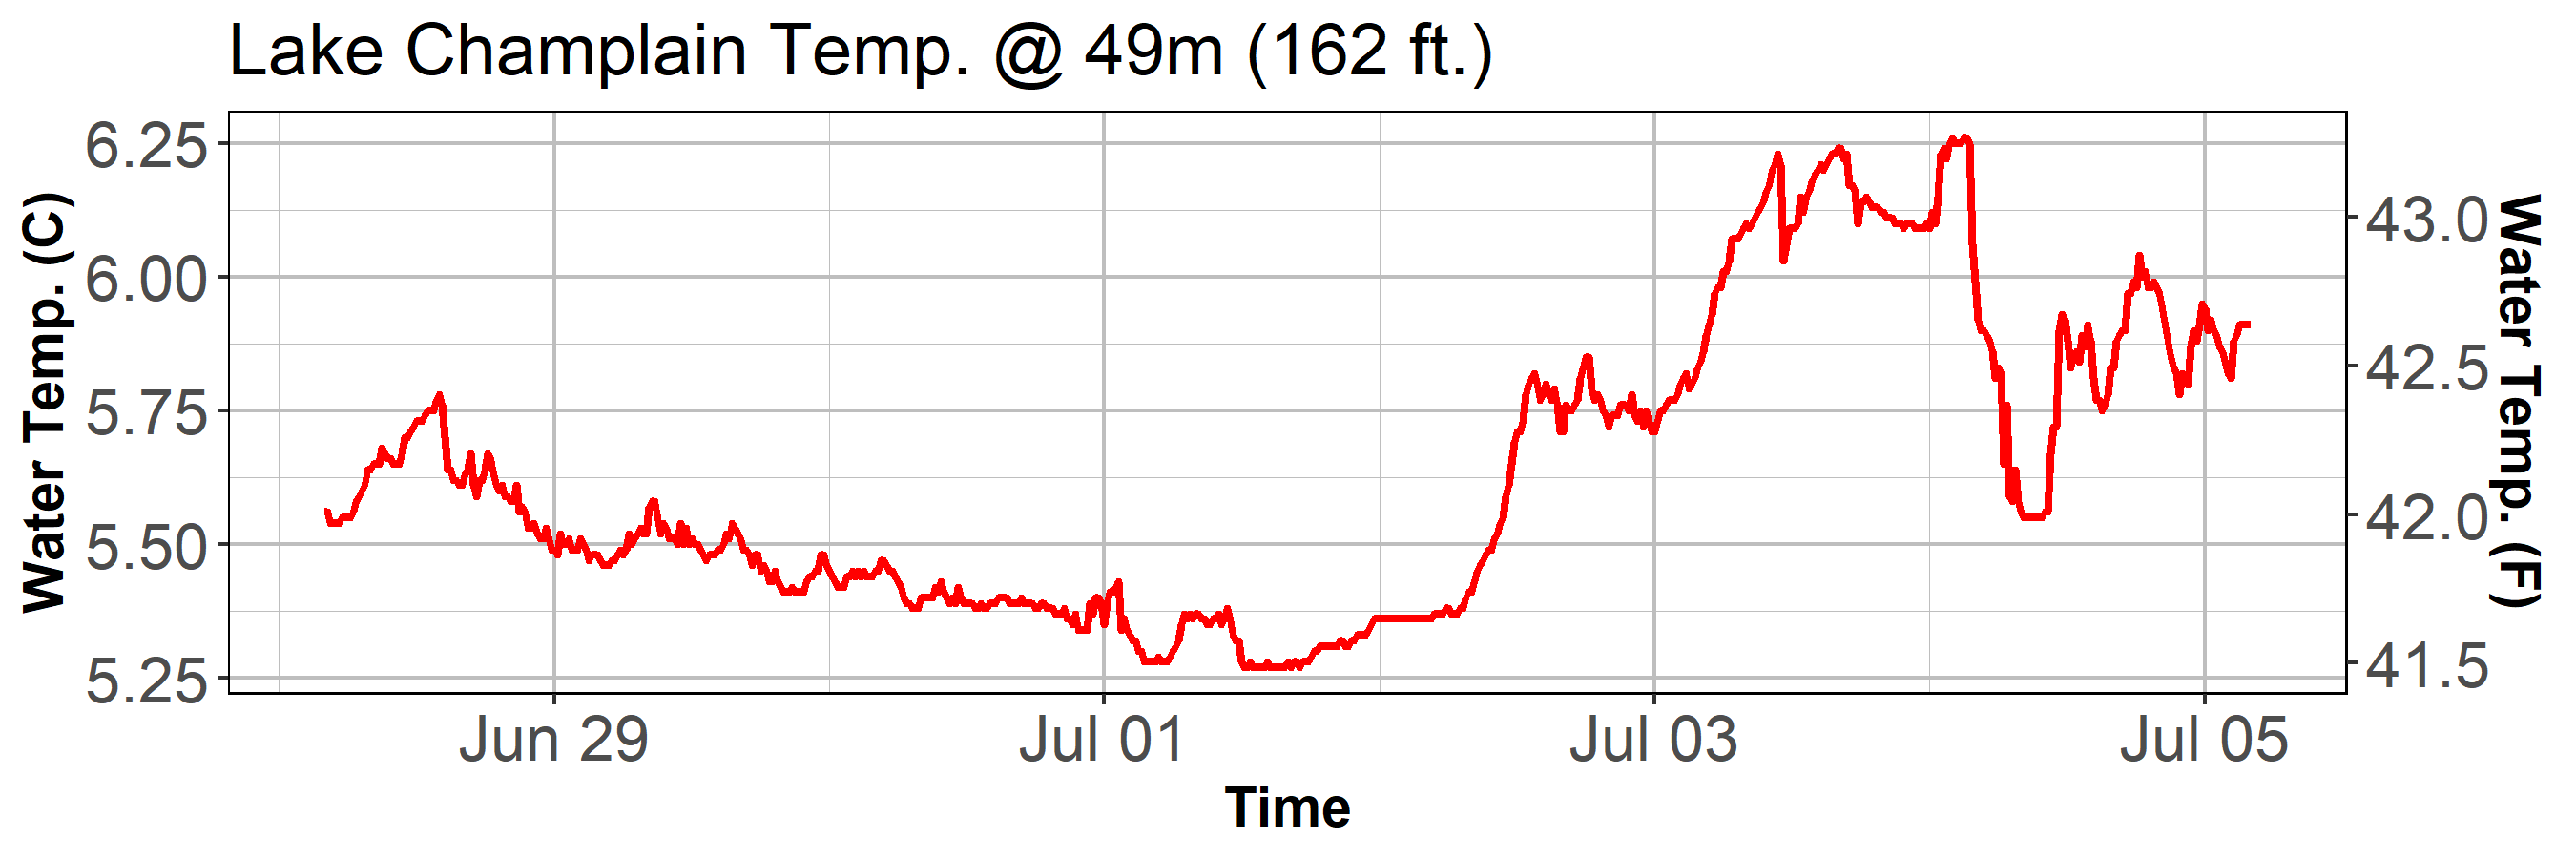 Lake Champlain Temp. @ 49m (162 ft.)
Water Temp. (C)
6.25
6.00
5.75
5.50
5.25
43.0
42.5
42.0
41.5
Water Temp. (F)
Jun 29
Jul 01
Jul 03
Jul 05
Time